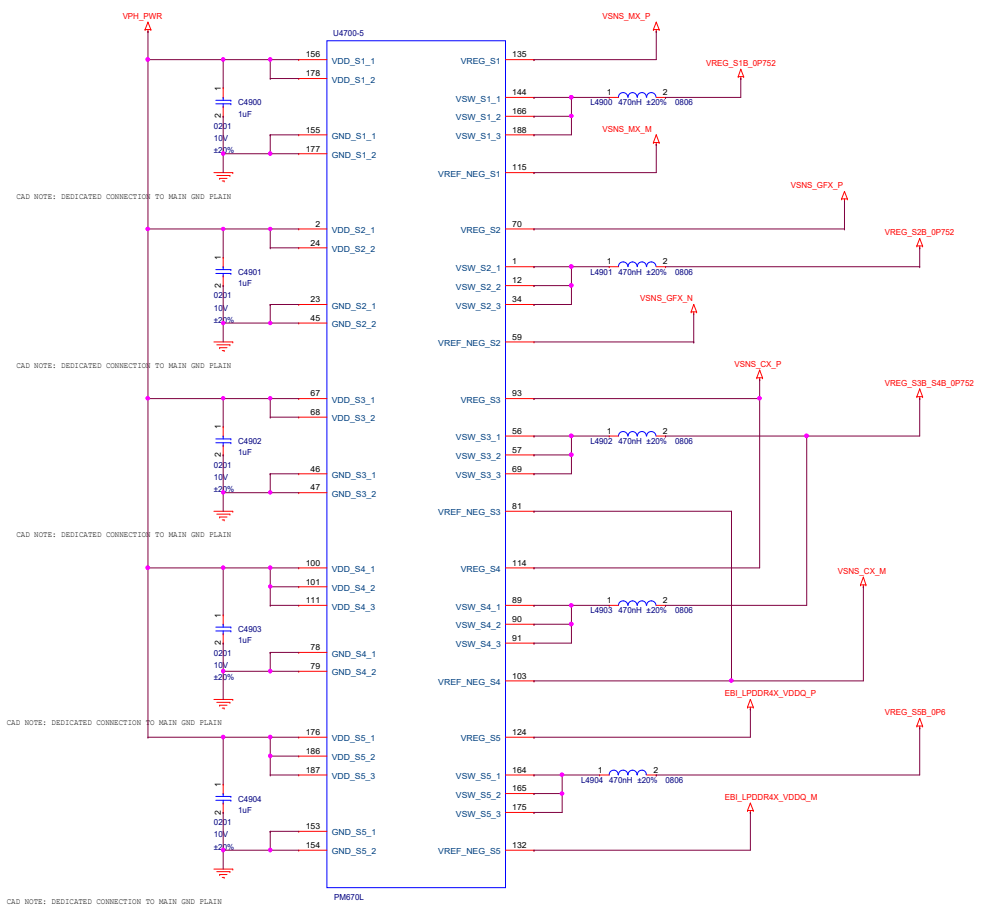 VPH_PWR
U4700-5
VSNS_MX_P
156 VDD_S1_1 VREG_S1 135
VREG_S1B_0P752
178 VDD_S1_2
VSW_S1_1 144 1 2
L4900 470nH ±20% 0806
1
C4900
1uF
2
0201
10V
±20%
VSW_S1_2 166
155 GND_S1_1 VSW_S1_3 188
VSNS_MX_M
177 GND_S1_2
VREF_NEG_S1 115
CAD NOTE: DEDICATED CONNECTION TO MAIN GND PLAIN
VSNS_GFX_P
2 VDD_S2_1 VREG_S2 70
VREG_S2B_0P752
24 VDD_S2_2
VSW_S2_1 1 1 2
L4901 470nH ±20% 0806
1
C4901
1uF
2
0201
10V
±20%
VSW_S2_2 12
23 GND_S2_1 VSW_S2_3 34
VSNS_GFX_N
45 GND_S2_2
VREF_NEG_S2 59
CAD NOTE: DEDICATED CONNECTION TO MAIN GND PLAIN
VSNS_CX_P
67 VDD_S3_1 VREG_S3 93
VREG_S3B_S4B_0P752
68 VDD_S3_2
VSW_S3_1 56 1 2
L4902 470nH ±20% 0806
1
C4902
1uF
2
0201
10V
±20%
VSW_S3_2 57
46 GND_S3_1 VSW_S3_3 69
47 GND_S3_2
VREF_NEG_S3 81
CAD NOTE: DEDICATED CONNECTION TO MAIN GND PLAIN
100 VDD_S4_1 VREG_S4 114
VSNS_CX_M
101 VDD_S4_2
111 VDD_S4_3 VSW_S4_1 89 1 2
L4903 470nH ±20% 0806
1
C4903
1uF
2
0201
10V
±20%
VSW_S4_2 90
VSW_S4_3 91
78 GND_S4_1
79 GND_S4_2
VREF_NEG_S4 103
EBI_LPDDR4X_VDDQ_P
VREG_S5B_0P6
CAD NOTE: DEDICATED CONNECTION TO MAIN GND PLAIN
176 VDD_S5_1 VREG_S5 124
186 VDD_S5_2
187 VDD_S5_3 VSW_S5_1 164 1 2
L4904 470nH ±20% 0806
1
C4904
1uF
2
0201
10V
±20%
VSW_S5_2 165
EBI_LPDDR4X_VDDQ_M
VSW_S5_3 175
153 GND_S5_1
154 GND_S5_2 VREF_NEG_S5 132
PM670L
CAD NOTE: DEDICATED CONNECTION TO MAIN GND PLAIN